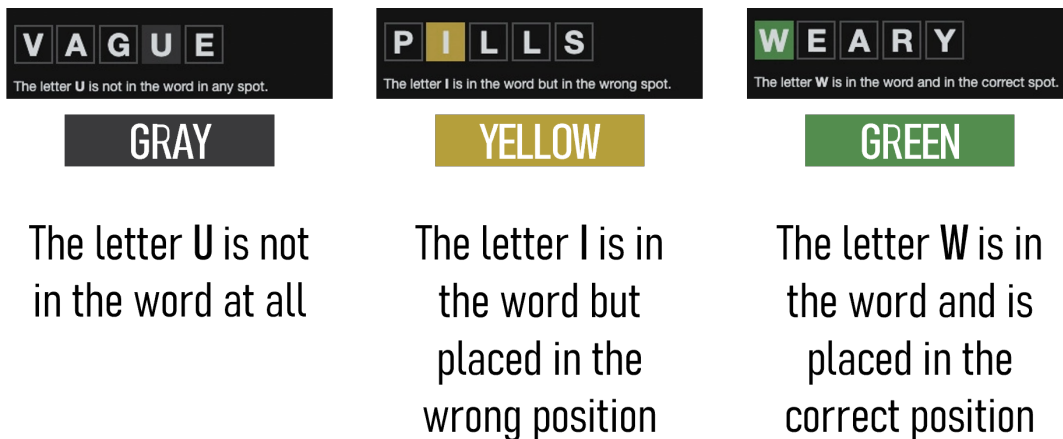 VAGUE
The letter U is not in the word in any spot.
GRAY
The letter U is not
in the word at all
PILLS
The letter I is in the word but in the wrong spot.
YELLOW
The letter I is in
the word but
placed in the
wrong position
WEARY
The letter W is in the word and in the correct spot.
GREEN
The letter W is in
the word and is
placed in the
correct position